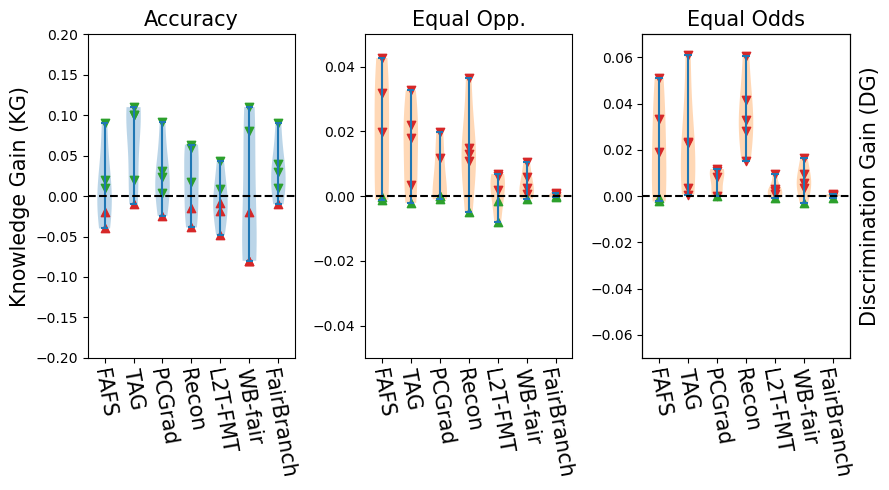 Accuracy
Equal Opp.
Equal Odds
Knowledge Gain (KG)
0.20
0.15
0.10
0.05
0.00
−0.05
−0.10
−0.15
−0.20
FAFS
TAG
PCGrad
Recon
L2T-FMT
WB-fair
FairBranch
0.04
0.02
0.00
−0.02
−0.04
FAFS
TAG
PCGrad
Recon
L2T-FMT
WB-fair
FairBranch
0.06
0.04
0.02
0.00
−0.02
−0.04
−0.06
FAFS
TAG
PCGrad
Recon
L2T-FMT
WB-fair
FairBranch
Discrimination Gain (DG)